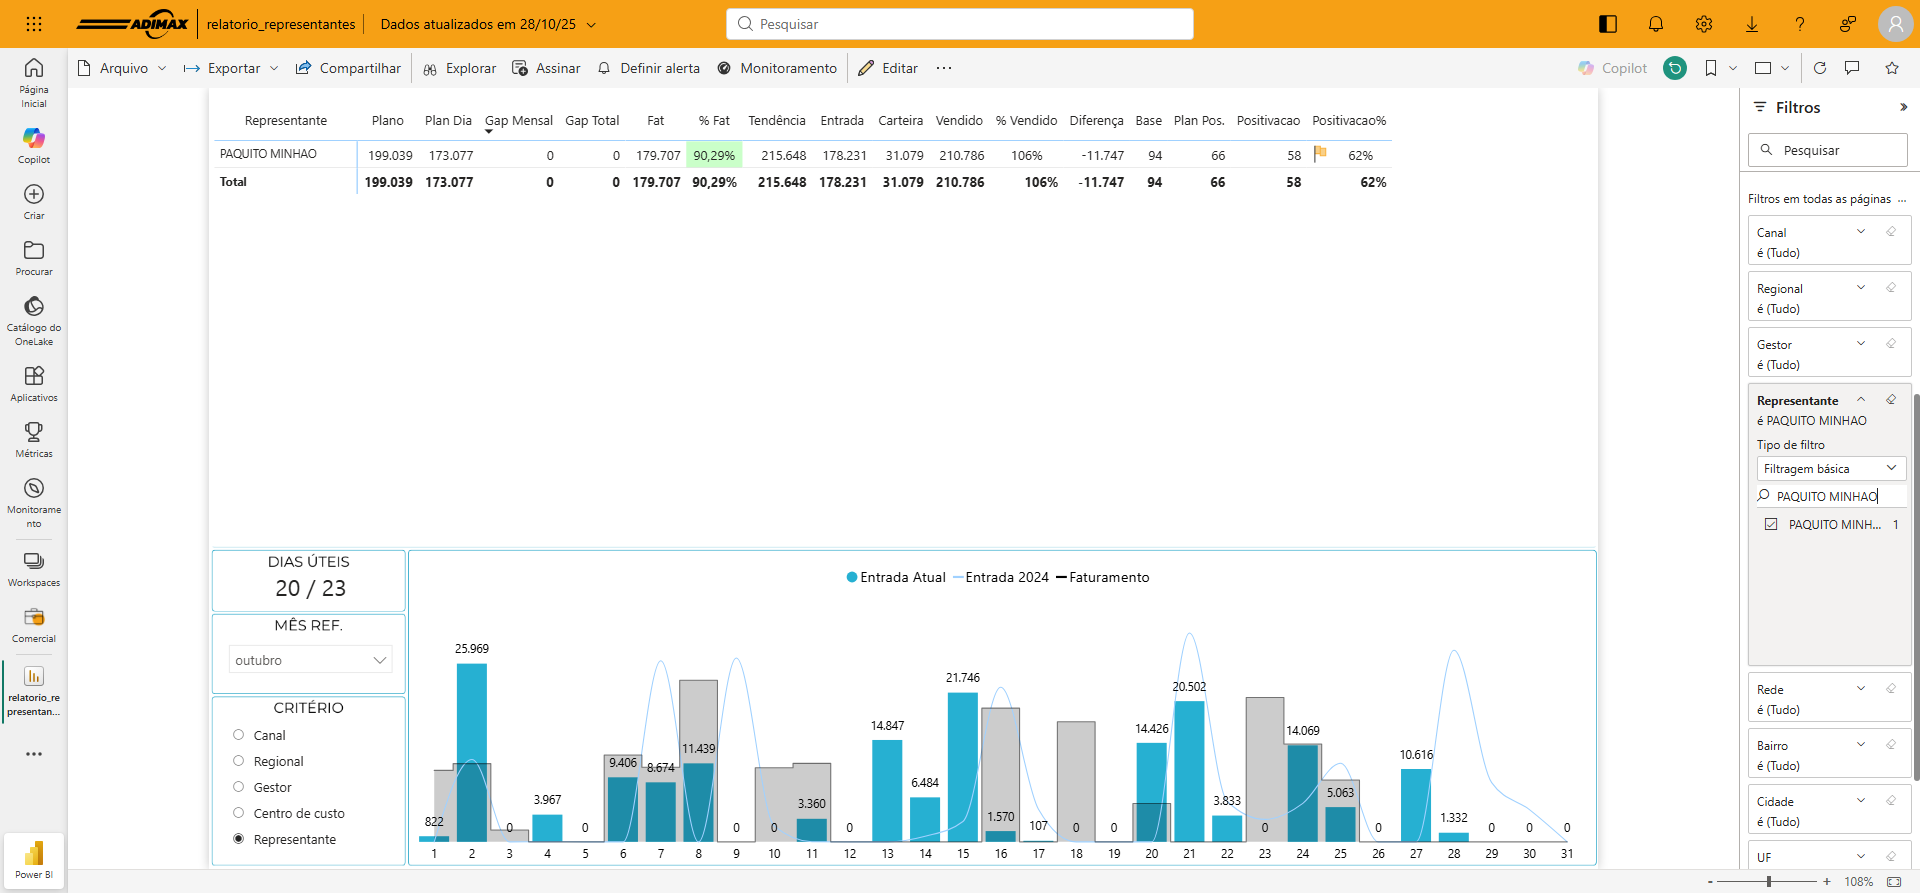 ADIMAX
relatorio_representantes
Dados atualizados em 28/10/25
Pesquisar
Arquivo
Exportar
Compartilhar
Explorar
Assinar
Definir alerta
Monitoramento
Editar
Copilot
Página
Inicial
Copilot
Criar
Procurar
Catálogo do
OneLake
Aplicativos
Métricas
Monitorame
nto
Workspaces
Comercial
relatorio_re
presentan...
Power BI
Representante Plano Plan Dia Gap Mensal Gap Total Fat % Fat Tendência Entrada Carteira Vendido % Vendido Diferença Base Plan Pos. Positivacao Positivacao%
PAQUITO MINHAO 199.039 173.077 0 0 179.707 90,29% 215.648 178.231 31.079 210.786 106% -11.747 94 66 58 62%
Total 199.039 173.077 0 0 179.707 90,29% 215.648 178.231 31.079 210.786 106% -11.747 94 66 58 62%
DIAS ÚTEIS
20 / 23
MÊS REF.
outubro
CRITÉRIO
Canal
Regional
Gestor
Centro de custo
Representante
Entrada Atual Entrada 2024 Faturamento
822 25.969 0 3.967 0 9.406 8.674 11.439 0 0 3.360 0 14.847 6.484 21.746 1.570 107 0 0 14.426 20.502 3.833 0 14.069 5.063 0 10.616 1.332 0 0 0
1 2 3 4 5 6 7 8 9 10 11 12 13 14 15 16 17 18 19 20 21 22 23 24 25 26 27 28 29 30 31
Filtros
Pesquisar
Filtros em todas as páginas ...
Canal
é (Tudo)
Regional
é (Tudo)
Gestor
é (Tudo)
Representante
é PAQUITO MINHAO
Tipo de filtro
Filtragem básica
PAQUITO MINHAO
PAQUITO MINH... 1
Rede
é (Tudo)
Bairro
é (Tudo)
Cidade
é (Tudo)
UF
- + 108%